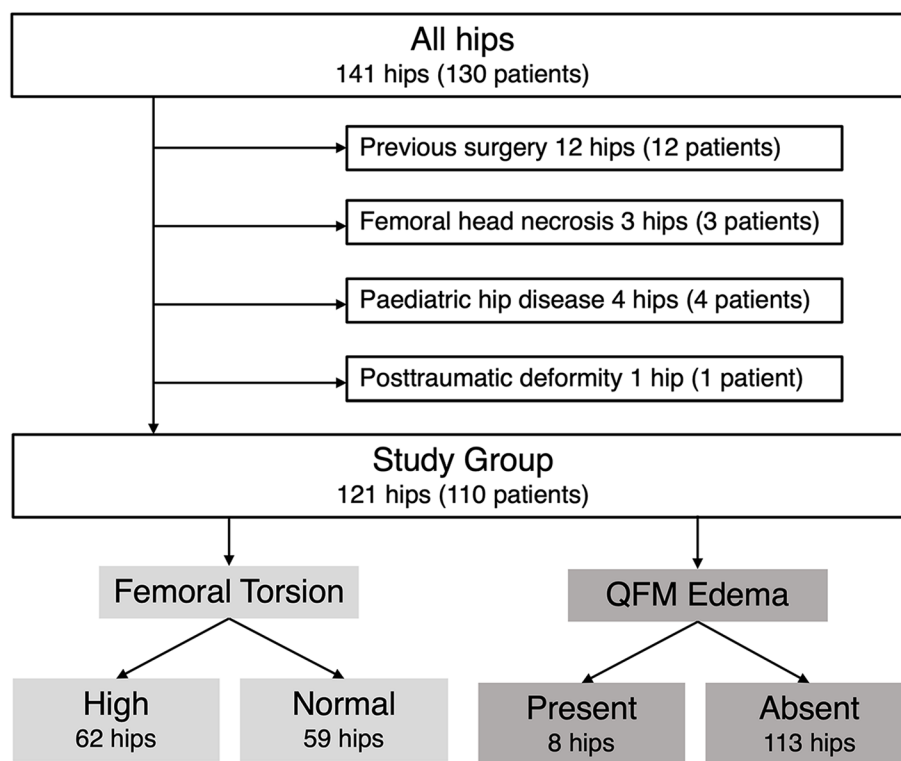 All hips
141 hips (130 patients)
Previous surgery 12 hips (12 patients)
Femoral head necrosis 3 hips (3 patients)
Paediatric hip disease 4 hips (4 patients)
Posttraumatic deformity 1 hip (1 patient)
Study Group
121 hips (110 patients)
Femoral Torsion
QFM Edema
High
62 hips
Normal
59 hips
Present
8 hips
Absent
113 hips